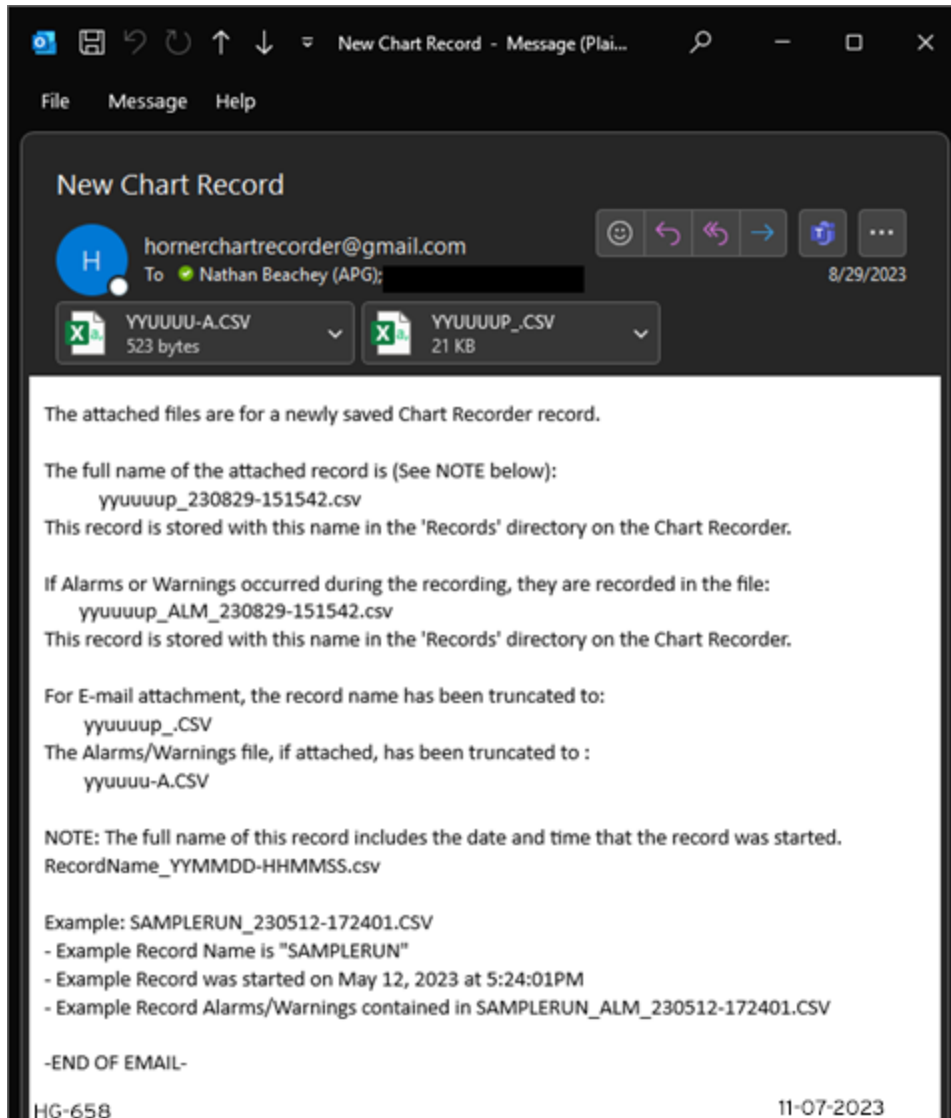 New Chart Record - Message (Plai...
File Message Help
New Chart Record
H
hornerchartrecorder@gmail.com
To Nathan Beachey (APG);
8/29/2023
YYUUUU-A.CSV
523 bytes
YYUUUUP_.CSV
21 KB
The attached files are for a newly saved Chart Recorder record.
The full name of the attached record is (See NOTE below):
yyuuuup_230829-151542.csv
This record is stored with this name in the 'Records' directory on the Chart Recorder.
If Alarms or Warnings occurred during the recording, they are recorded in the file:
yyuuuup_ALM_230829-151542.csv
This record is stored with this name in the 'Records' directory on the Chart Recorder.
For E-mail attachment, the record name has been truncated to:
yyuuuup_.CSV
The Alarms/Warnings file, if attached, has been truncated to :
yyuuuu-A.CSV
NOTE: The full name of this record includes the date and time that the record was started.
RecordName_YYMMDD-HHMMSS.csv
Example: SAMPLERUN_230512-172401.CSV
- Example Record Name is "SAMPLERUN"
- Example Record was started on May 12, 2023 at 5:24:01PM
- Example Record Alarms/Warnings contained in SAMPLERUN_ALM_230512-172401.CSV
-END OF EMAIL-
HG-658 11-07-2023